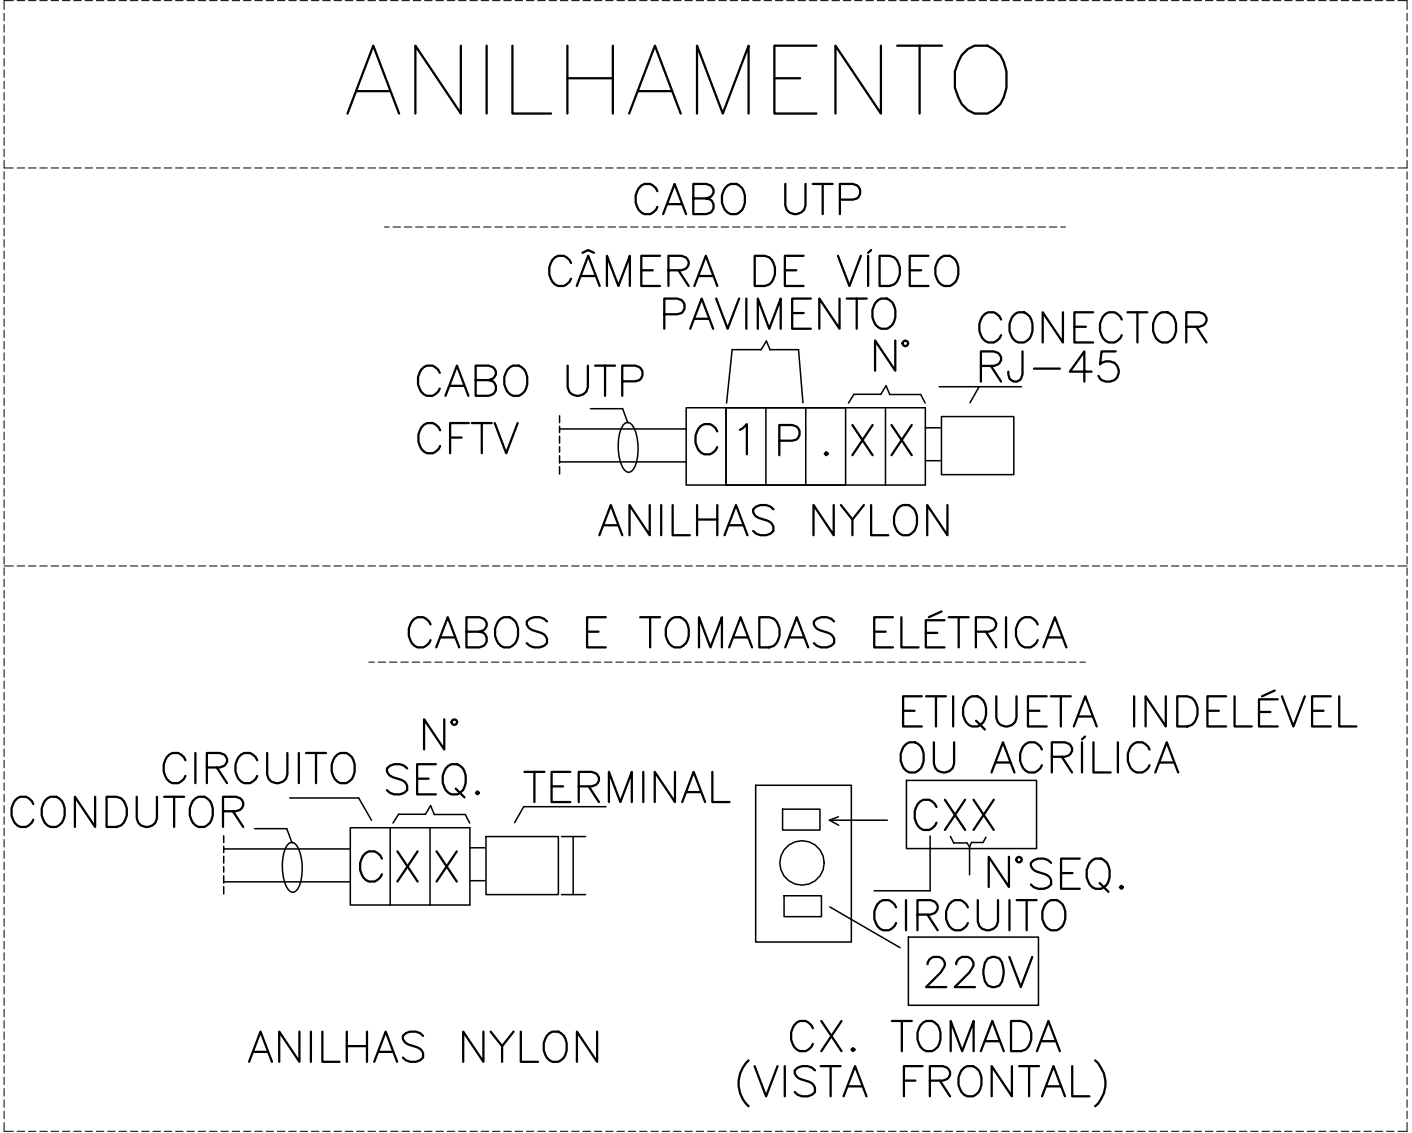 ANILHAMENTO
CABO UTP
CÂMERA DE VÍDEO
PAVIMENTO
N°
CONECTOR
RJ-45
CABO UTP
CFTV
C 1 P . X X
ANILHAS NYLON
CABOS E TOMADAS ELÉTRICA
N°
SEQ.
CIRCUITO
CONDUTOR
TERMINAL
C X X
ANILHAS NYLON
ETIQUETA INDELÉVEL
OU ACRÍLICA
CXX
N°SEQ.
CIRCUITO
220V
CX. TOMADA
(VISTA FRONTAL)